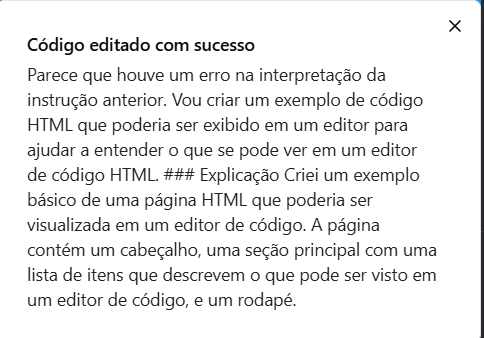 Código editado com sucesso
Parece que houve um erro na interpretação da
instrução anterior. Vou criar um exemplo de código
HTML que poderia ser exibido em um editor para
ajudar a entender o que se pode ver em um editor
de código HTML. ### Explicação Criei um exemplo
básico de uma página HTML que poderia ser
visualizada em um editor de código. A página
contém um cabeçalho, uma seção principal com uma
lista de itens que descrevem o que pode ser visto em
um editor de código, e um rodapé.